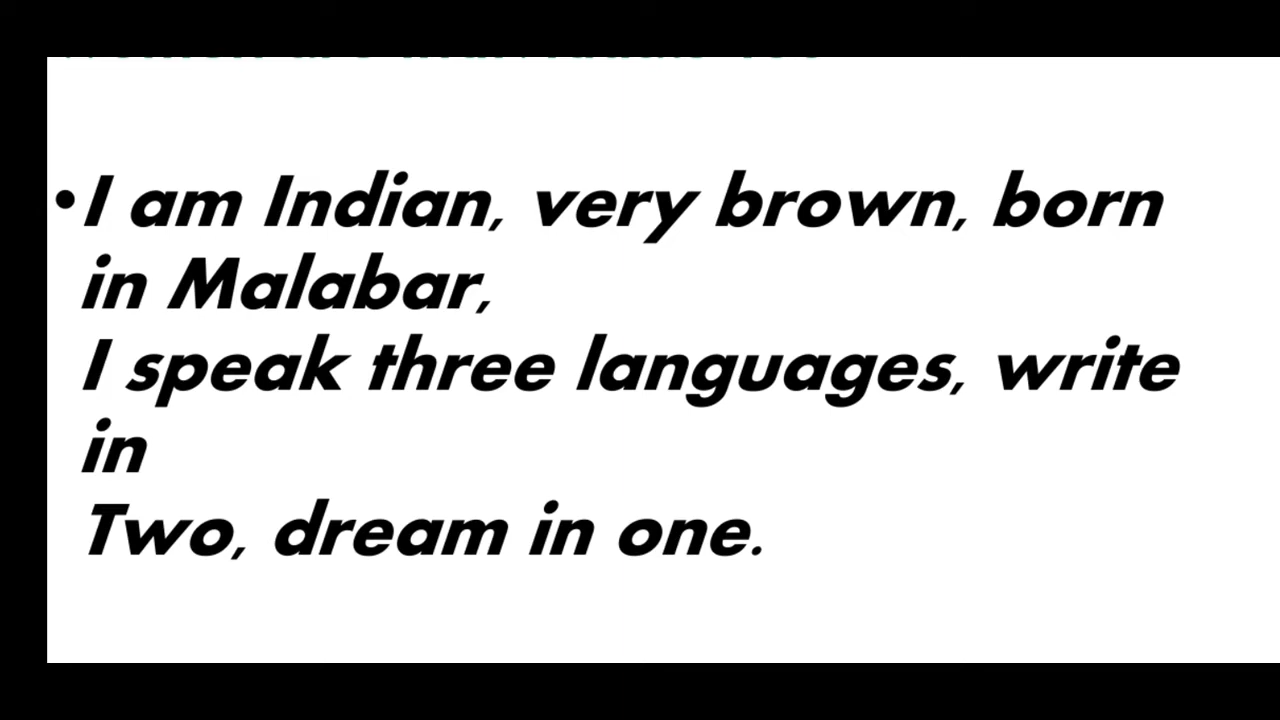 •I am Indian, very brown, born
in Malabar,
I speak three languages, write
in
Two, dream in one.